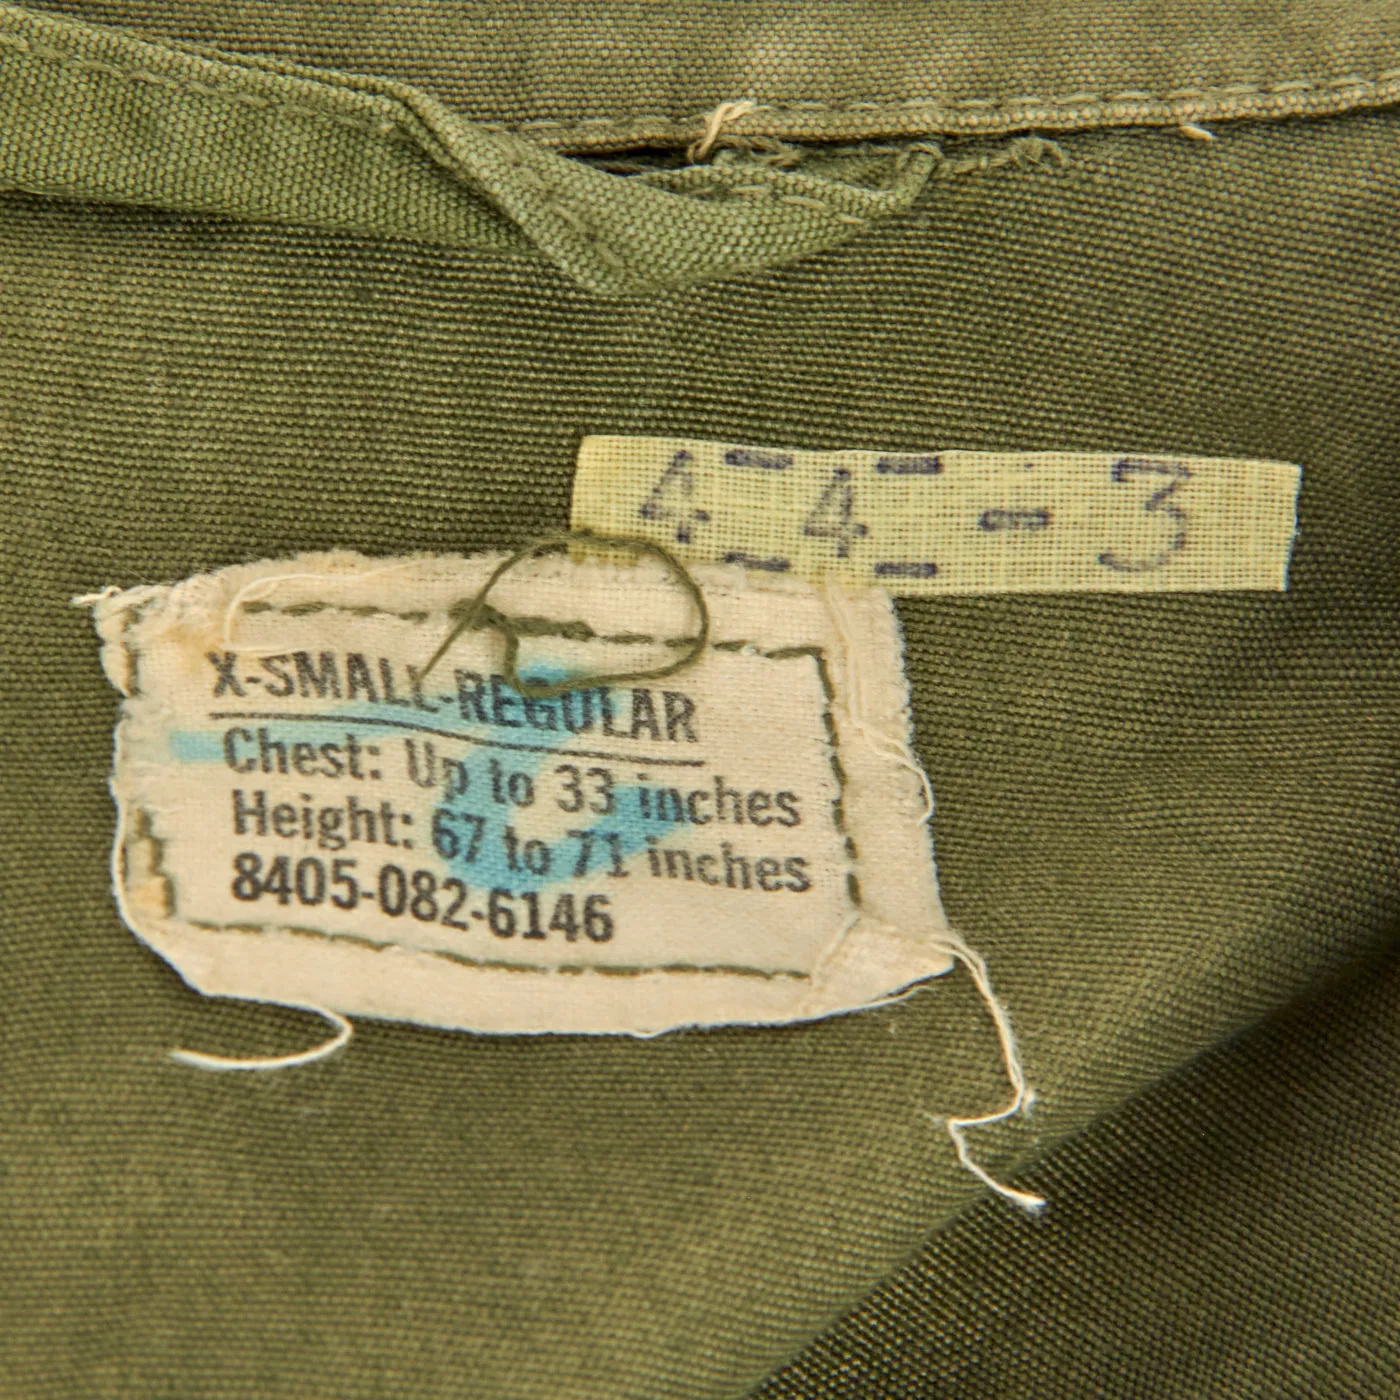 4-4-3
X-SMALL-REGULAR
Chest: Up to 33 inches
Height: 67 to 71 inches
8405-082-6146